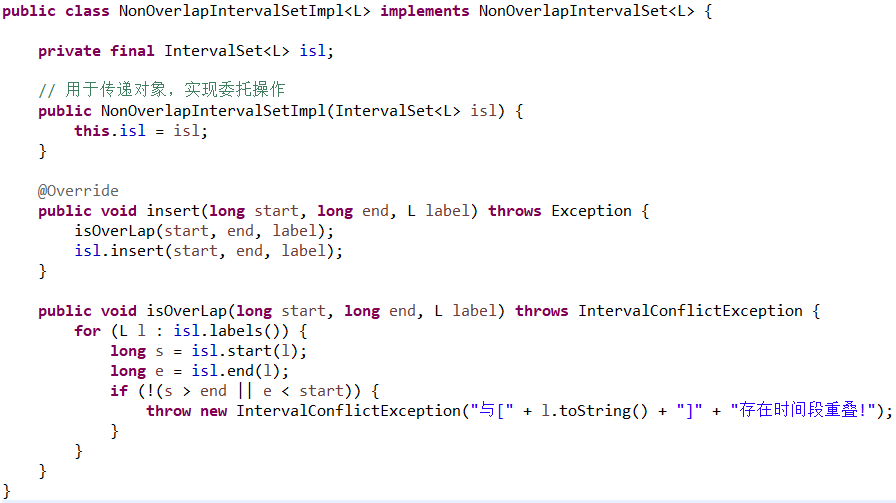 public class NonOverlapIntervalSetImpl<L> implements NonOverlapIntervalSet<L> {
private final IntervalSet<L> isl;
// 用于传递对象，实现委托操作
public NonOverlapIntervalSetImpl(IntervalSet<L> isl) {
this.isl = isl;
}
@Override
public void insert(long start, long end, L label) throws Exception {
isOverLap(start, end, label);
isl.insert(start, end, label);
}
public void isOverLap(long start, long end, L label) throws IntervalConflictException {
for (L l : isl.labels()) {
long s = isl.start(l);
long e = isl.end(l);
if (!(s > end || e < start)) {
throw new IntervalConflictException("与[" + l.toString() + "]" + "存在时间段重叠!");
}
}
}
}